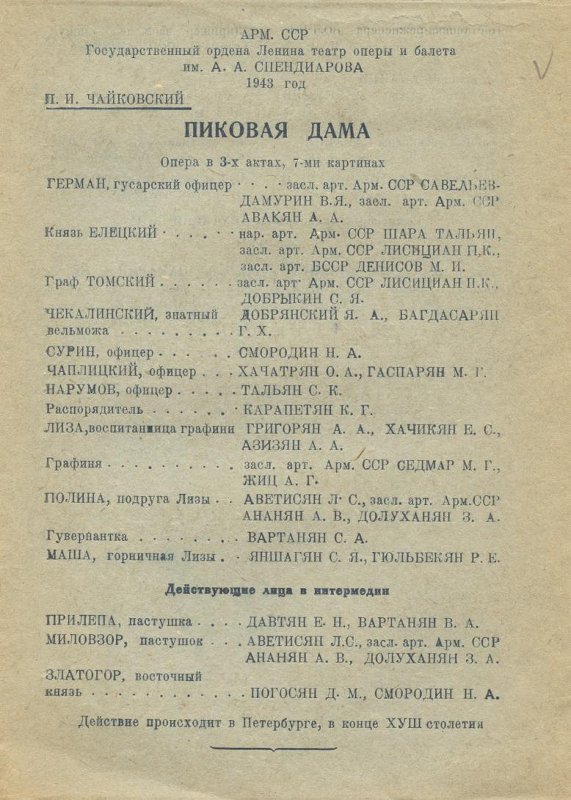 АРМ. ССР
Государственный ордена Ленина театр оперы и балета
им. А. А. СПЕНДИАРОВА
1943 год
П. И. ЧАЙКОВСКИЙ
ПИКОВАЯ ДАМА
Опера в 3-х актах, 7-ми картинах
ГЕРМАН, гусарский офицер · · · · засл. арт. Арм. ССР САВЕЛЬЕВ-
ДАМУРИН В.Я., засл. арт. Арм. ССР
АВАКЯН А. А.
Князь ЕЛЕЦКИЙ · · · · · нар. арт. Арм. ССР ШАРА ТАЛЬЯН,
засл. арт. Арм. ССР ЛИСИЦИАН П.К.,
засл. арт. БССР ДЕНИСОВ М. И.
Граф ТОМСКИЙ . . . . . . засл. арт. Арм. ССР ЛИСИЦИАН П.К.,
ДОБРЫКИН С. Я.
ЧЕКАЛИНСКИЙ, знатный ДОБРЯНСКИЙ Я. А., БАГДАСАРЯН
вельможа . . . . . . . . . Г. Х.
СУРИН, офицер . . . . . . СМОРОДИН Н. А.
ЧАПЛИЦКИЙ, офицер . . . . ХАЧАТРЯН О. А., ГАСПАРЯН М. Г.
НАРУМОВ, офицер . . . . . ТАЛЬЯН С. К.
Распорядитель . . . . . . . КАРАПЕТЯН К. Г.
ЛИЗА, воспитанница графини ГРИГОРЯН А. А., ХАЧИКЯН Е. С.,
АЗИЗЯН А. А.
Графиня . . . . . . . . . . засл. арт. Арм. ССР СЕДМАР М. Г.,
ЖИЦ А. Г.
ПОЛИНА, подруга Лизы . . АВЕТИСЯН Л. С., засл. арт. Арм.ССР
АНАНЯН А. В., ДОЛУХАНЯН З. А.
Гувернантка . . . . . . . . ВАРТАНЯН С. А.
МАША, горничная Лизы . . ЯНШАГЯН С. Я., ГЮЛЬБЕКЯН Р. Е.
Действующие лица в интермедии
ПРИЛЕПА, пастушка . . . . ДАВТЯН Е. Н., ВАРТАНЯН В. А.
МИЛОВЗОР, пастушок . . . АВЕТИСЯН Л.С., засл. арт. Арм. ССР
АНАНЯН А. В., ДОЛУХАНЯН З. А.
ЗЛАТОГОР, восточный
князь . . . . . . . . . . . . ПОГОСЯН Д. М., СМОРОДИН Н. А.
Действие происходит в Петербурге, в конце ХУШ столетия